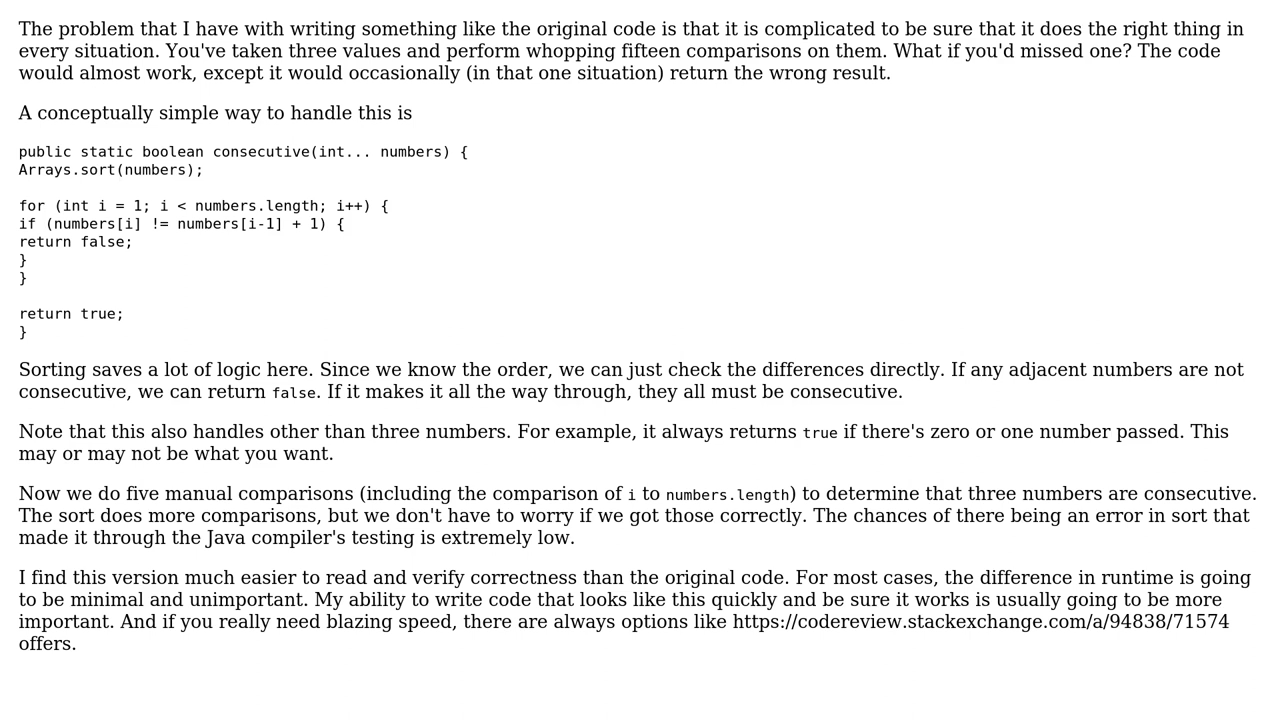 The problem that I have with writing something like the original code is that it is complicated to be sure that it does the right thing in
every situation. You've taken three values and perform whopping fifteen comparisons on them. What if you'd missed one? The code
would almost work, except it would occasionally (in that one situation) return the wrong result.
A conceptually simple way to handle this is
public static boolean consecutive(int... numbers) {
Arrays.sort(numbers);
for (int i = 1; i < numbers.length; i++) {
if (numbers[i] != numbers[i-1] + 1) {
return false;
}
}
return true;
}
Sorting saves a lot of logic here. Since we know the order, we can just check the differences directly. If any adjacent numbers are not
consecutive, we can return false. If it makes it all the way through, they all must be consecutive.
Note that this also handles other than three numbers. For example, it always returns true if there's zero or one number passed. This
may or may not be what you want.
Now we do five manual comparisons (including the comparison of i to numbers.length) to determine that three numbers are consecutive.
The sort does more comparisons, but we don't have to worry if we got those correctly. The chances of there being an error in sort that
made it through the Java compiler's testing is extremely low.
I find this version much easier to read and verify correctness than the original code. For most cases, the difference in runtime is going
to be minimal and unimportant. My ability to write code that looks like this quickly and be sure it works is usually going to be more
important. And if you really need blazing speed, there are always options like https://codereview.stackexchange.com/a/94838/71574
offers.